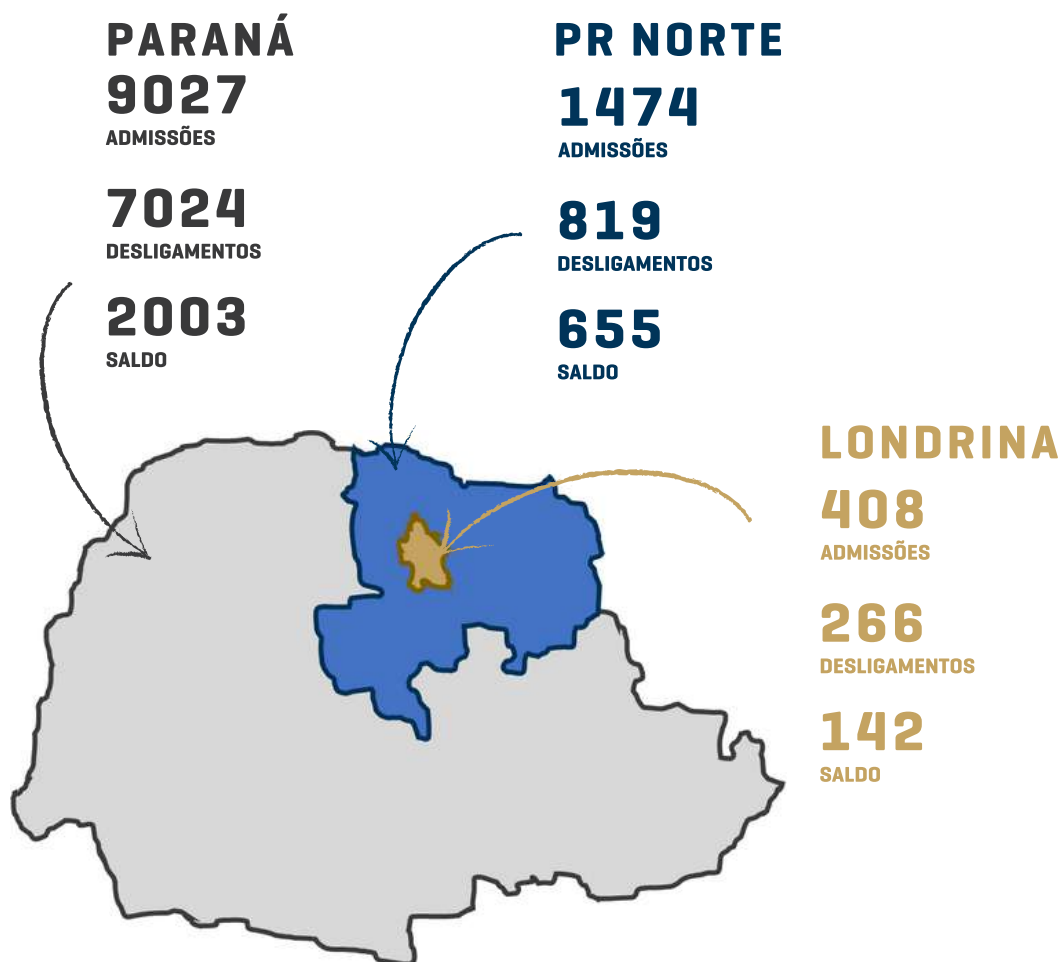 PARANÁ
9027
ADMISSÕES
7024
DESLIGAMENTOS
2003
SALDO
PR NORTE
1474
ADMISSÕES
819
DESLIGAMENTOS
655
SALDO
LONDRINA
408
ADMISSÕES
266
DESLIGAMENTOS
142
SALDO